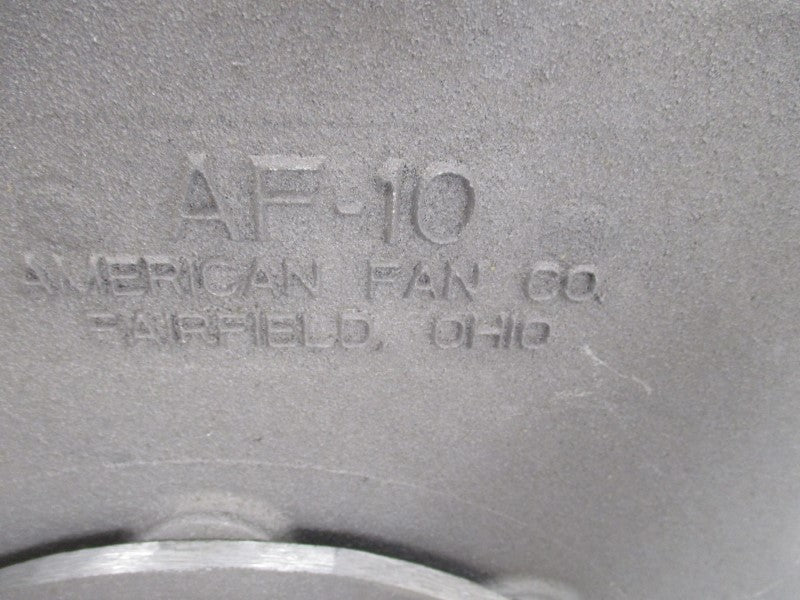 AF-10
AMERICAN FAN CO.
FAIRFIELD, OHIO